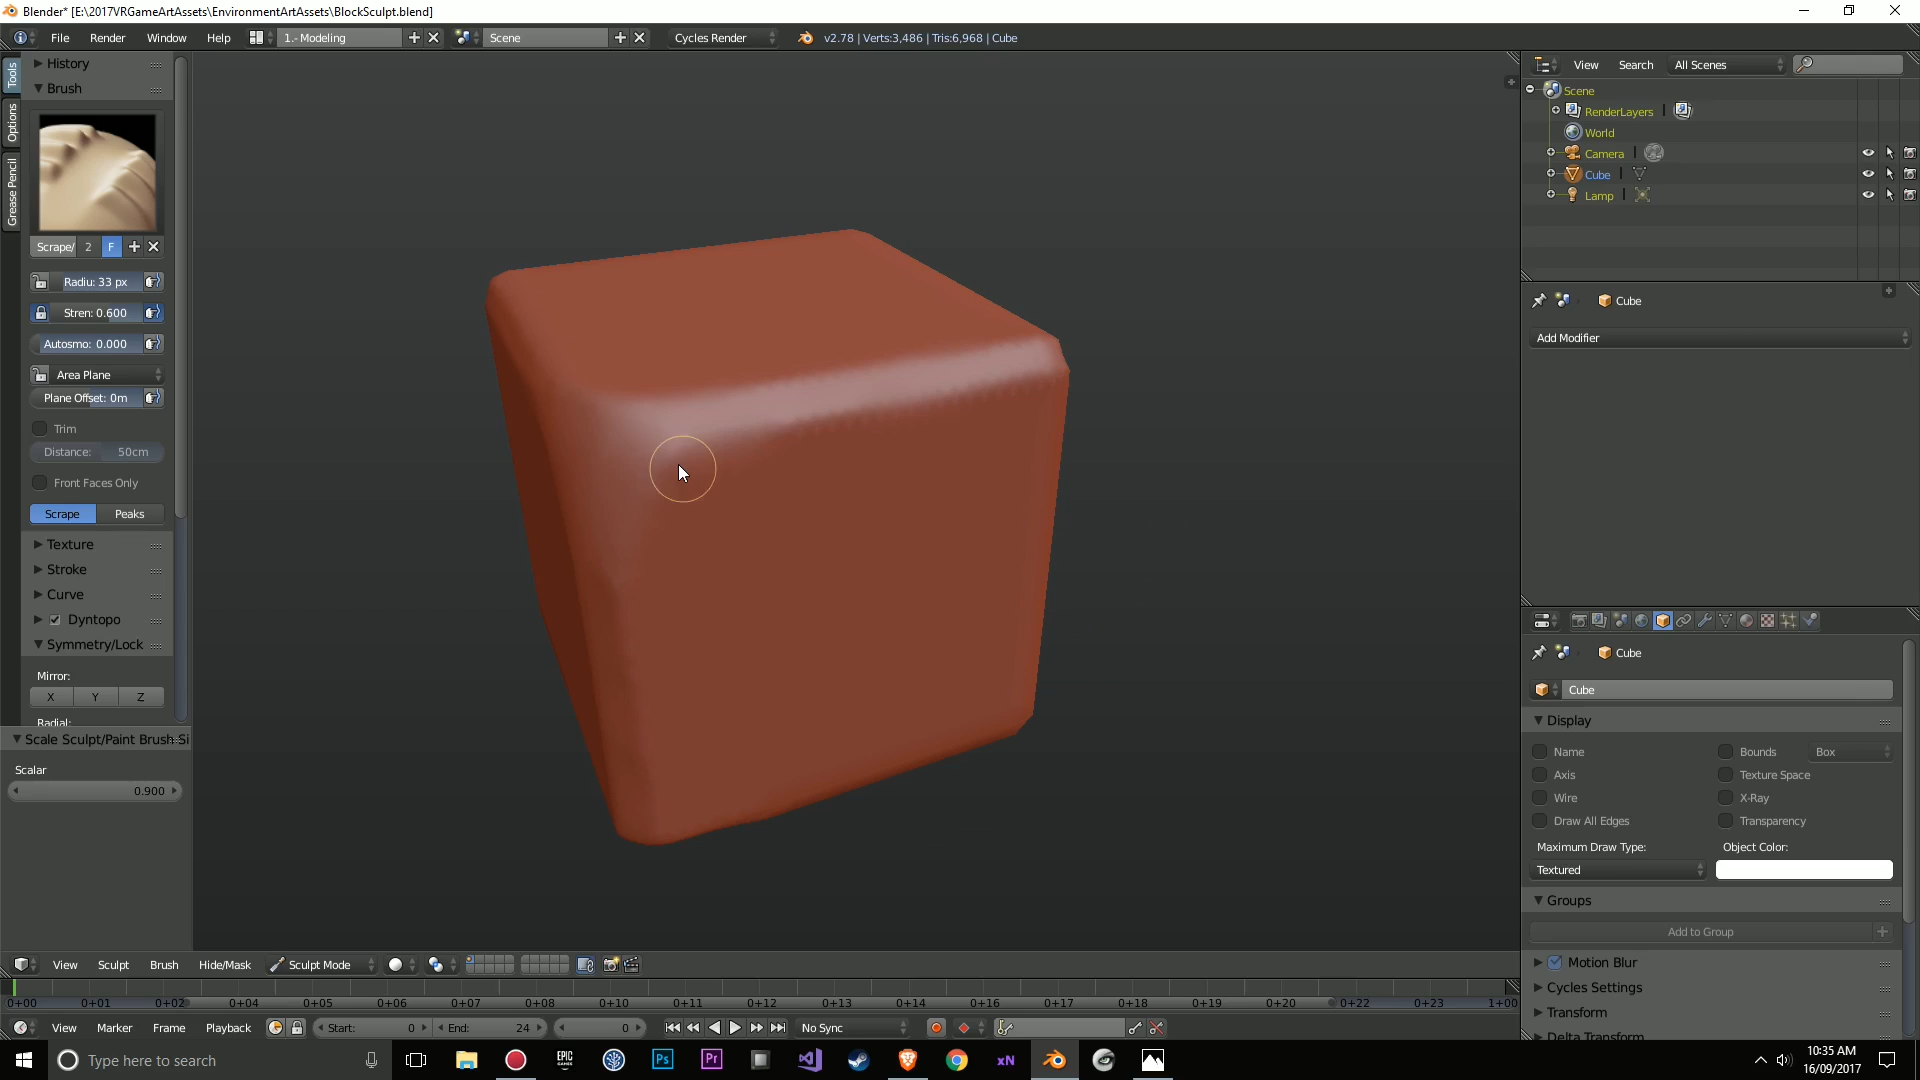 Blender* [E:\2017VRGameArtAssets\EnvironmentArtAssets\BlockSculpt.blend]
File Render Window Help 1.- Modeling Scene Cycles Render v2.78 | Verts:3,486 | Tris:6,968 | Cube
Tools
Options
Grease Pencil
History
Brush
Scrape/ 2 F
Radiu: 33 px
Stren: 0.600
Autosmo: 0.000
Area Plane
Plane Offset: 0m
Trim
Distance: 50cm
Front Faces Only
Scrape Peaks
Texture
Stroke
Curve
Dyntopo
Symmetry/Lock
Mirror:
X Y Z
Radial:
Scale Sculpt/Paint Brush Si
Scalar
0.900
View Search All Scenes
Scene
RenderLayers
World
Camera
Cube
Lamp
Cube
Add Modifier
Cube
Cube
Display
Name Bounds Box
Axis Texture Space
Wire X-Ray
Draw All Edges Transparency
Maximum Draw Type: Object Color:
Textured
Groups
Add to Group
Motion Blur
Cycles Settings
Transform
Delta Transform
View Sculpt Brush Hide/Mask Sculpt Mode
0+00 0+01 0+02 0+04 0+05 0+06 0+07 0+08 0+10 0+11 0+12 0+13 0+14 0+16 0+17 0+18 0+19 0+20 0+22 0+23 1+00
View Marker Frame Playback Start: 0 End: 24 0 No Sync
Type here to search
EPIC GAMES
Ps
Pr
xN
10:35 AM
16/09/2017